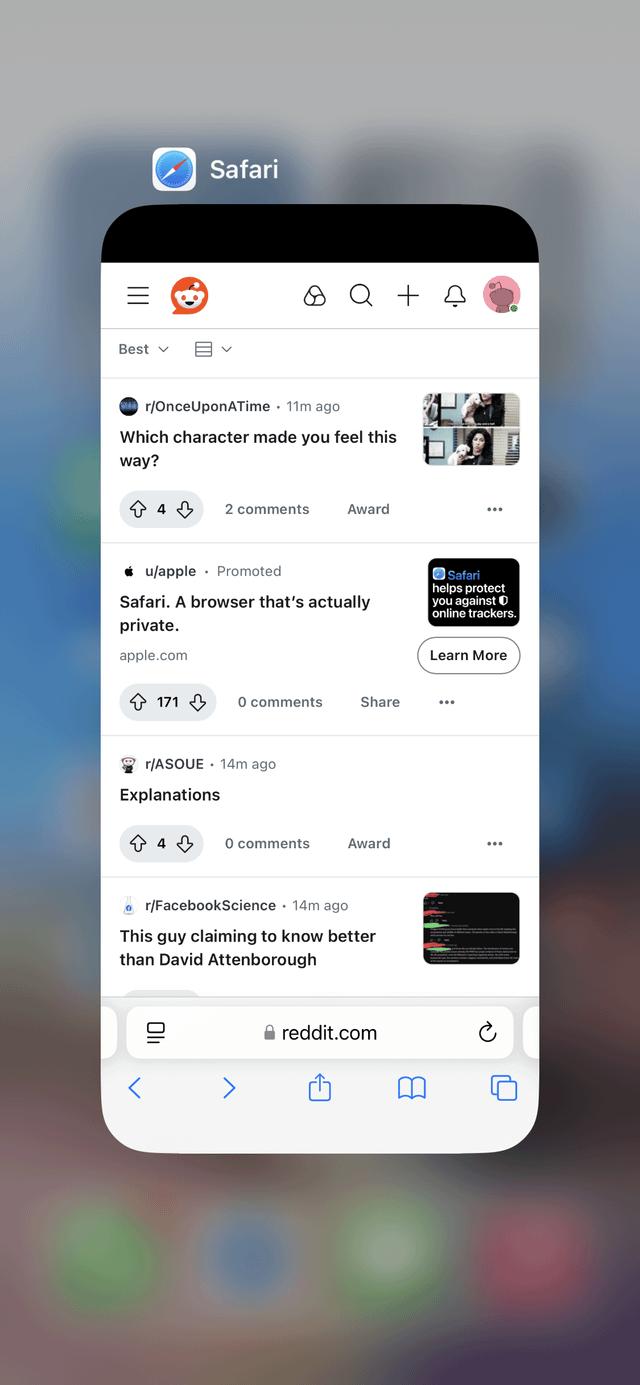 Safari
Best
r/OnceUponATime • 11m ago
Which character made you feel this
way?
4
2 comments
Award
u/apple • Promoted
Safari. A browser that’s actually
private.
apple.com
Safari
helps protect
you against
online trackers.
Learn More
171
0 comments
Share
r/ASOUE • 14m ago
Explanations
4
0 comments
Award
r/FacebookScience • 14m ago
This guy claiming to know better
than David Attenborough
reddit.com